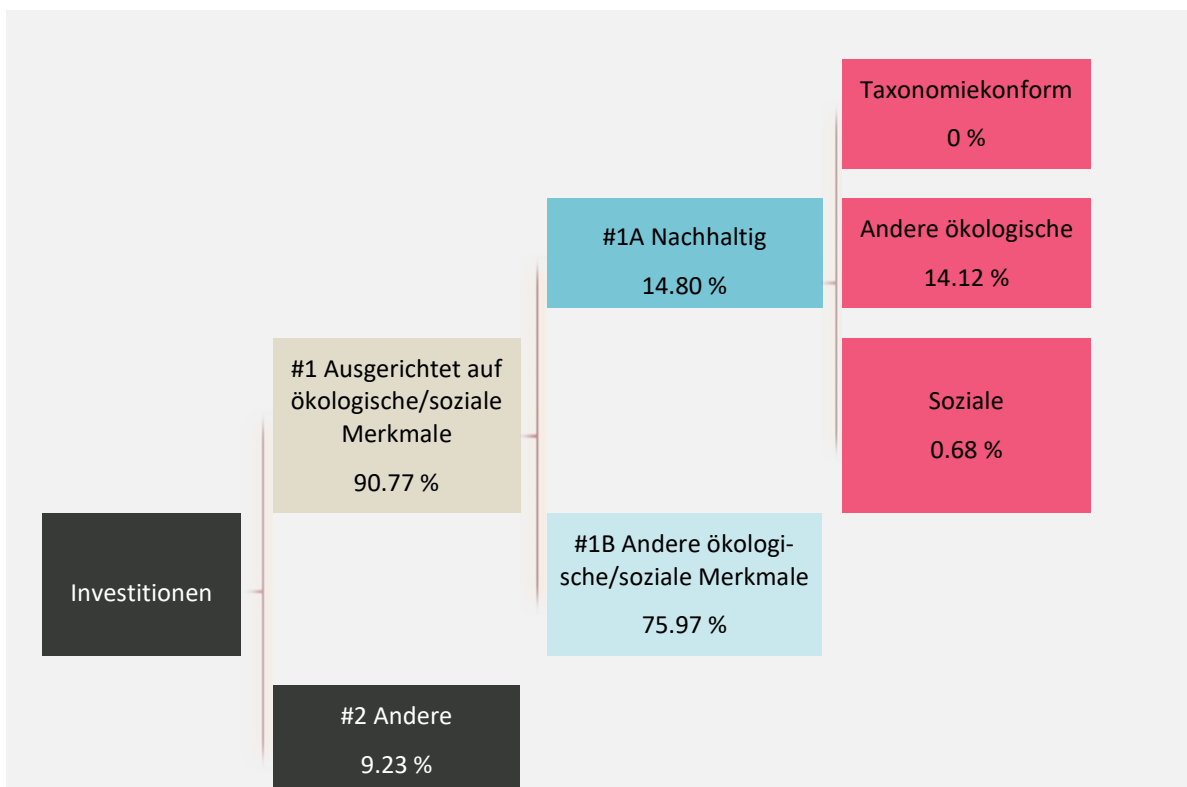 Taxonomiekonform
0 %
#1A Nachhaltig
14.80 %
Andere ökologische
14.12 %
#1 Ausgerichtet auf
ökologische/soziale
Merkmale
90.77 %
Soziale
0.68 %
Investitionen
#1B Andere ökologi-
sche/soziale Merkmale
75.97 %
#2 Andere
9.23 %